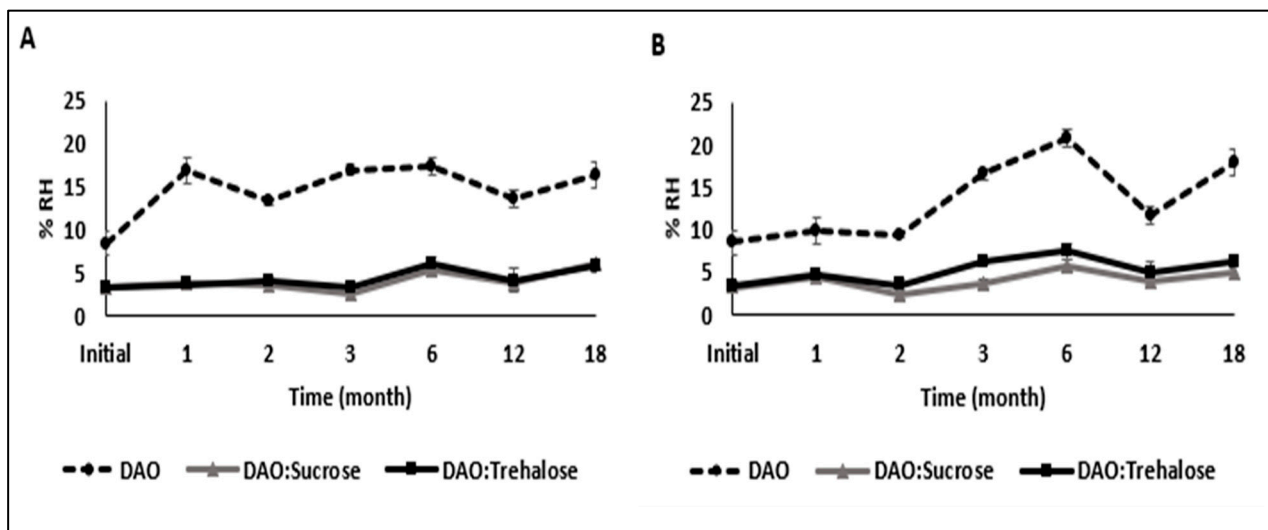 A
25
20
15
10
5
0
% RH
Initial 1 2 3 6 12 18
Time (month)
DAO DAO:Sucrose DAO:Trehalose
B
25
20
15
10
5
0
% RH
Initial 1 2 3 6 12 18
Time (month)
DAO DAO:Sucrose DAO:Trehalose